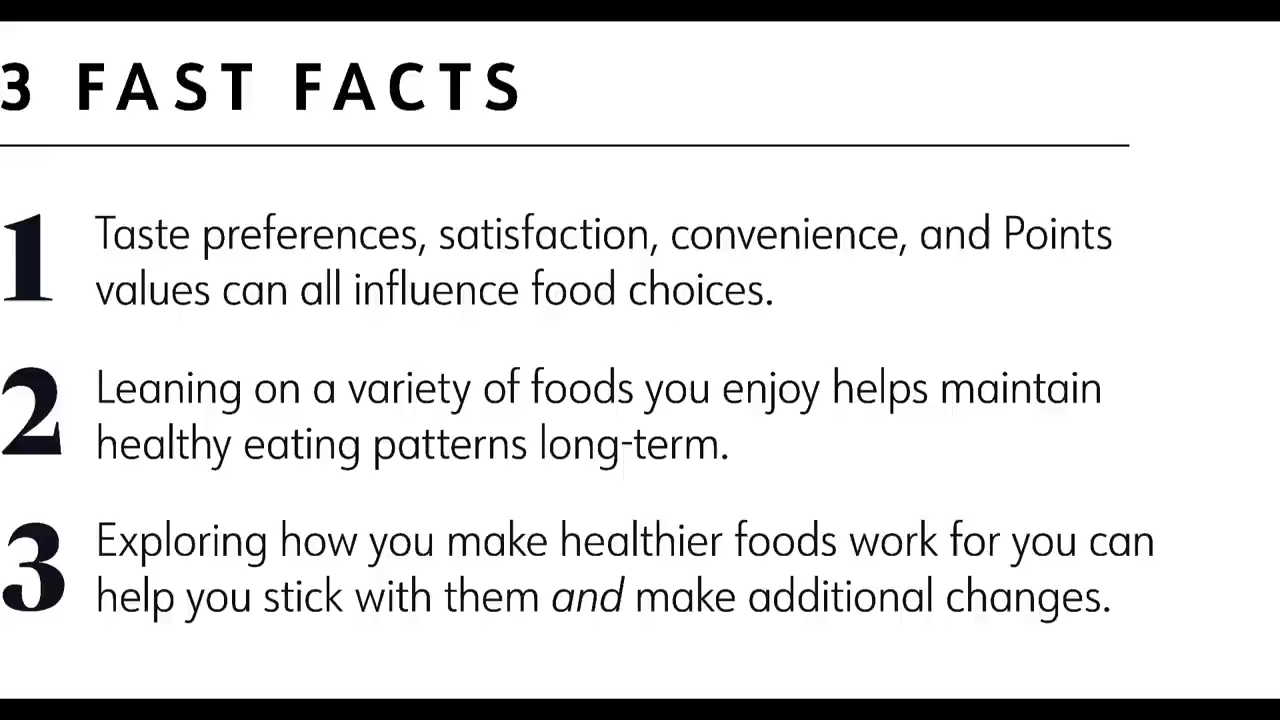 3 FAST FACTS
1 Taste preferences, satisfaction, convenience, and Points
values can all influence food choices.
2 Leaning on a variety of foods you enjoy helps maintain
healthy eating patterns long-term.
3 Exploring how you make healthier foods work for you can
help you stick with them and make additional changes.